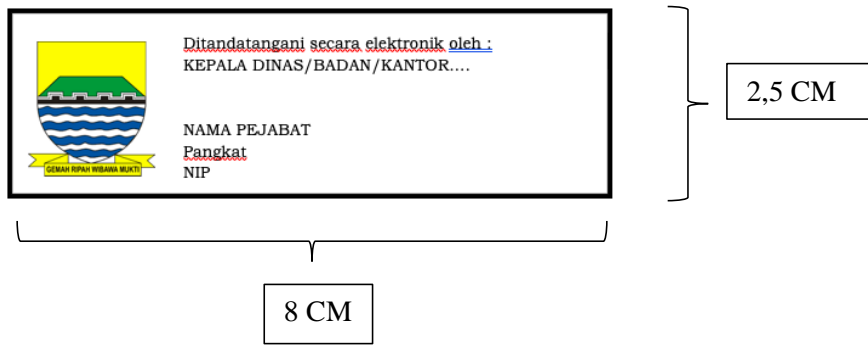 Ditandatangani secara elektronik oleh :
KEPALA DINAS/BADAN/KANTOR....
NAMA PEJABAT
Pangkat
NIP
GEMAH RIPAH WIBAWA MUKTI
2,5 CM
8 CM